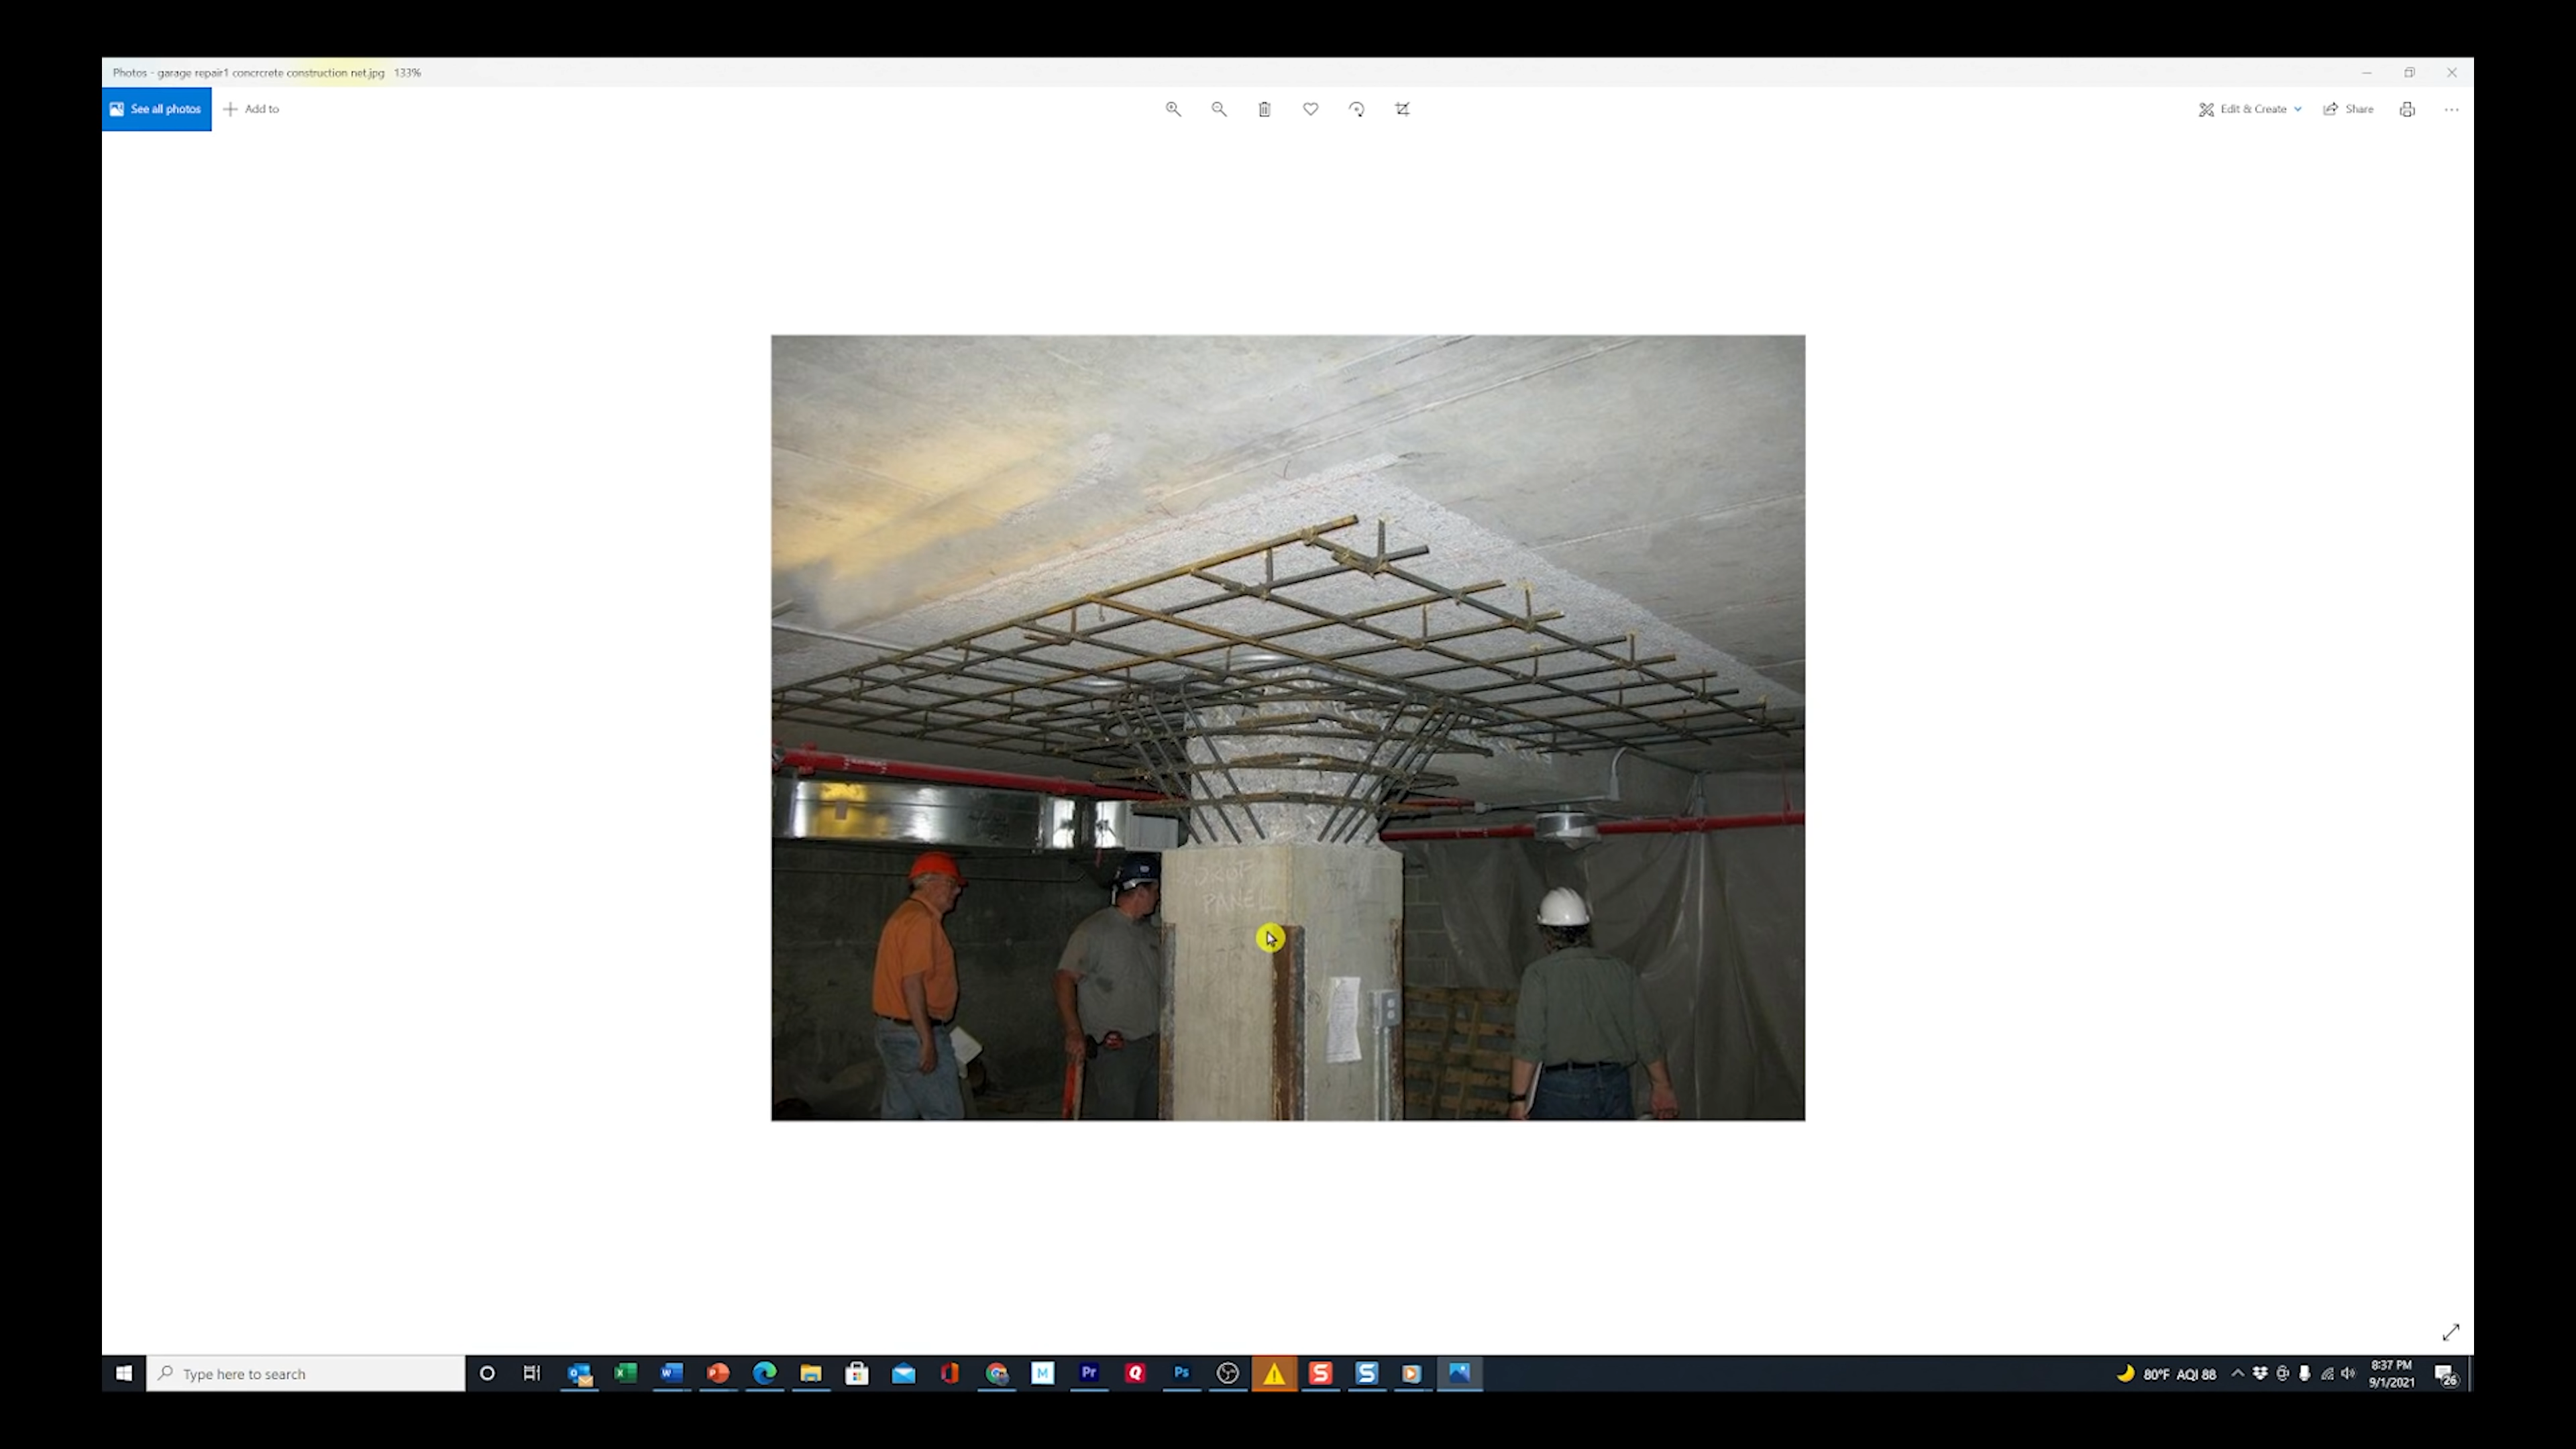 Photos - garage repair1 concrcrete construction net.jpg 133%
See all photos
Add to
Edit & Create
Share
DROP
PANEL
Type here to search
80°F AQI 88
8:37 PM
9/1/2021
26